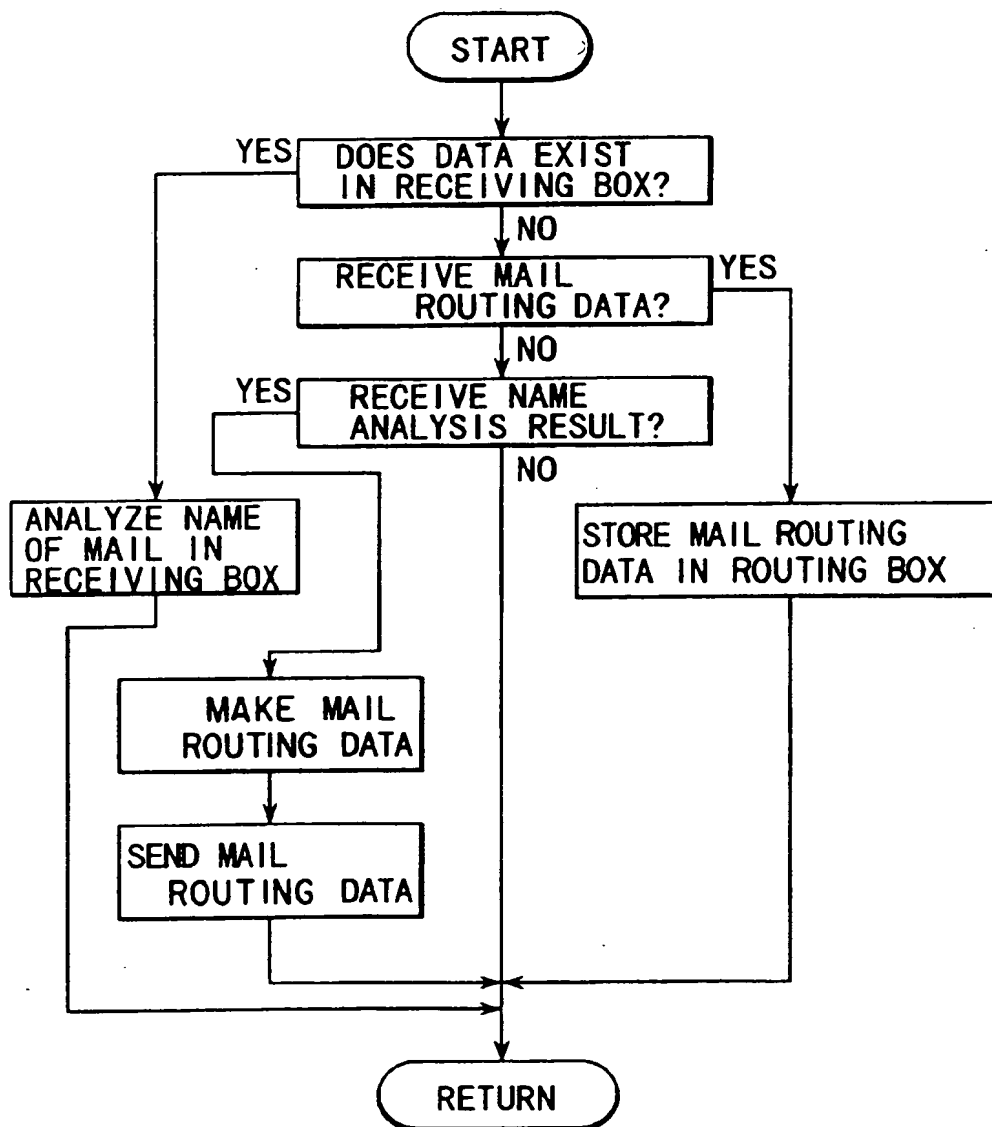 START
YES
DOES DATA EXIST
IN RECEIVING BOX?
NO
RECEIVE MAIL
ROUTING DATA?
YES
NO
YES
RECEIVE NAME
ANALYSIS RESULT?
NO
ANALYZE NAME
OF MAIL IN
RECEIVING BOX
STORE MAIL ROUTING
DATA IN ROUTING BOX
MAKE MAIL
ROUTING DATA
SEND MAIL
ROUTING DATA
RETURN